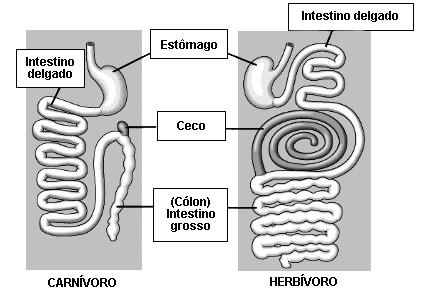 Intestino delgado
Estômago
Intestino
delgado
Ceco
(Cólon)
Intestino
grosso
CARNÍVORO
HERBÍVORO